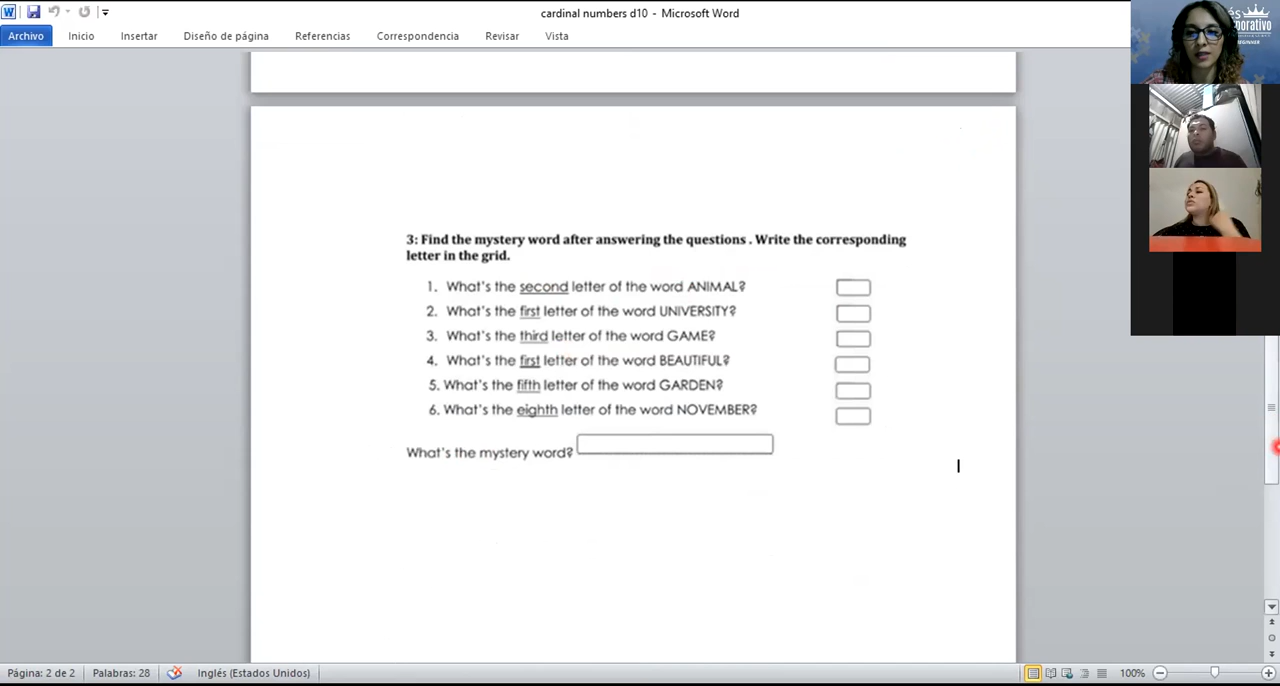 cardinal numbers d10 - Microsoft Word
Archivo Inicio Insertar Diseño de página Referencias Correspondencia Revisar Vista
3: Find the mystery word after answering the questions . Write the corresponding
letter in the grid.
1. What's the second letter of the word ANIMAL?
2. What's the first letter of the word UNIVERSITY?
3. What's the third letter of the word GAME?
4. What's the first letter of the word BEAUTIFUL?
5. What's the fifth letter of the word GARDEN?
6. What's the eighth letter of the word NOVEMBER?
What's the mystery word?
Página: 2 de 2 Palabras: 28 Inglés (Estados Unidos) 100%